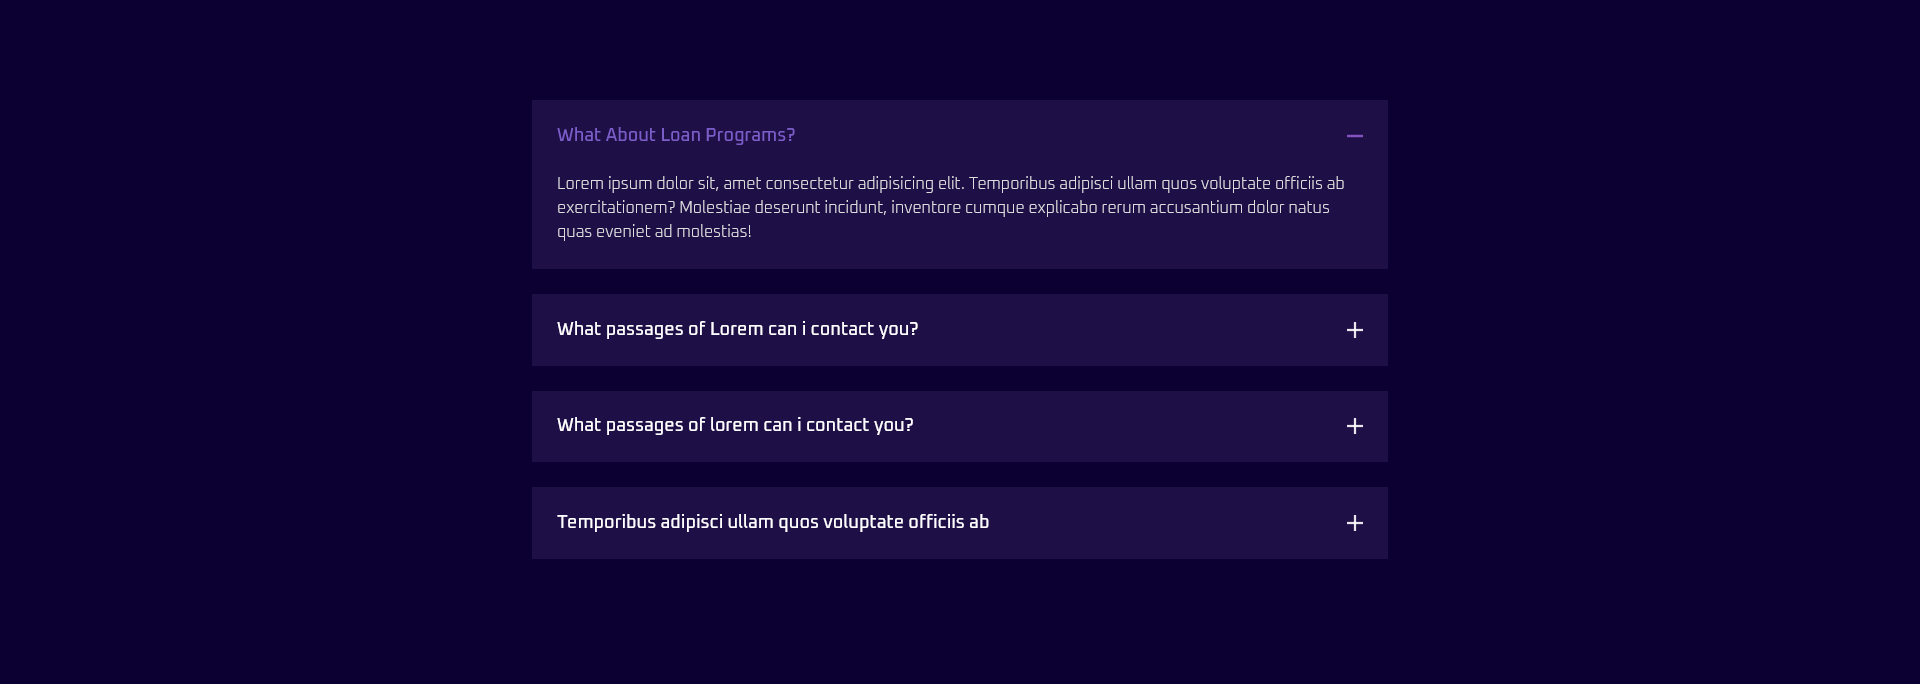 What About Loan Programs?
Lorem ipsum dolor sit, amet consectetur adipisicing elit. Temporibus adipisci ullam quos voluptate officiis ab
exercitationem? Molestiae deserunt incidunt, inventore cumque explicabo rerum accusantium dolor natus
quas eveniet ad molestias!
What passages of Lorem can i contact you?
What passages of lorem can i contact you?
Temporibus adipisci ullam quos voluptate officiis ab